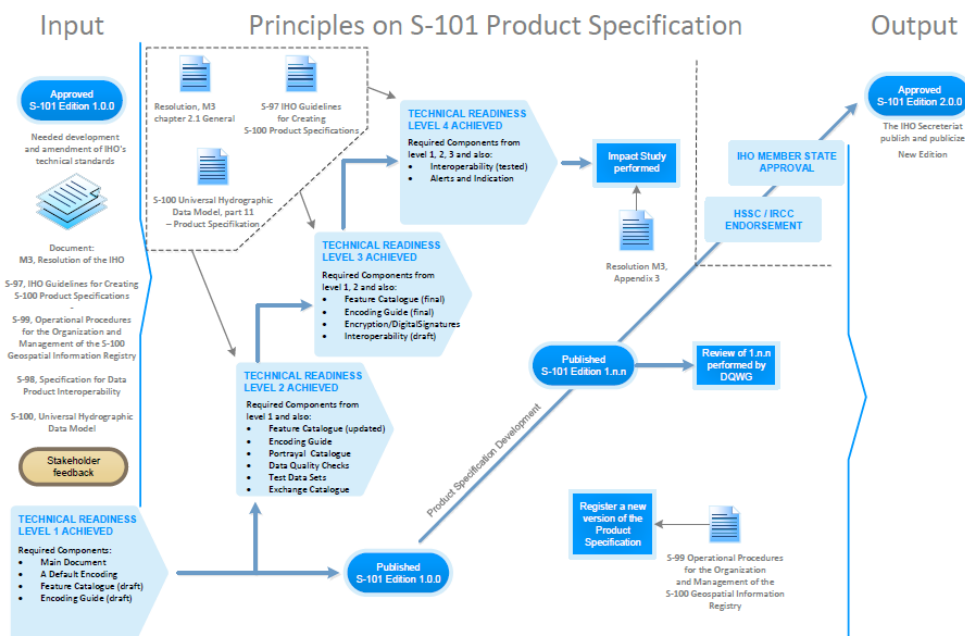 Input
Principles on S-101 Product Specification
Output
Approved
S-101 Edition 1.0.0
Needed development
and amendment of IHO's
technical standards
Document:
M3, Resolution of the IHO
S-97, IHO Guidelines for Creating
S-100 Product Specifications
-
S-99, Operational Procedures
for the Organization and
Management of the S-100
Geospatial Information Registry
S-98, Specification for Data
Product Interoperability
S-100, Universal Hydrographic
Data Model
Stakeholder
feedback
TECHNICAL READINESS
LEVEL 1 ACHIEVED
Required Components:
• Main Document
• A Default Encoding
• Feature Catalogue (draft)
• Encoding Guide (draft)
Resolution, M3
chapter 2.1 General
S-97 IHO Guidelines
for Creating
S-100 Product Specifications
S-100 Universal Hydrographic
Data Model, part 11
– Product Specifikation
TECHNICAL READINESS
LEVEL 4 ACHIEVED
Required Components from
level 1, 2, 3 and also:
• Interoperability (tested)
• Alerts and Indication
Impact Study
performed
Resolution M3,
Appendix 3
TECHNICAL READINESS
LEVEL 3 ACHIEVED
Required Components from
level 1, 2 and also:
• Feature Catalogue (final)
• Encoding Guide (final)
• Encryption/DigitalSignatures
• Interoperability (draft)
TECHNICAL READINESS
LEVEL 2 ACHIEVED
Required Components from
level 1 and also:
• Feature Catalogue (updated)
• Encoding Guide
• Portrayal Catalogue
• Data Quality Checks
• Test Data Sets
• Exchange Catalogue
Published
S-101 Edition 1.0.0
Product Specification Development
Published
S-101 Edition 1.n.n
Review of 1.n.n
performed by
DQWG
Register a new
version of the
Product
Specification
S-99 Operational Procedures
for the Organization
and Management of the
S-100 Geospatial Information
Registry
HSSC / IRCC
ENDORSEMENT
IHO MEMBER STATE
APPROVAL
Approved
S-101 Edition 2.0.0
The IHO Secreteriat
publish and publicize
New Edition